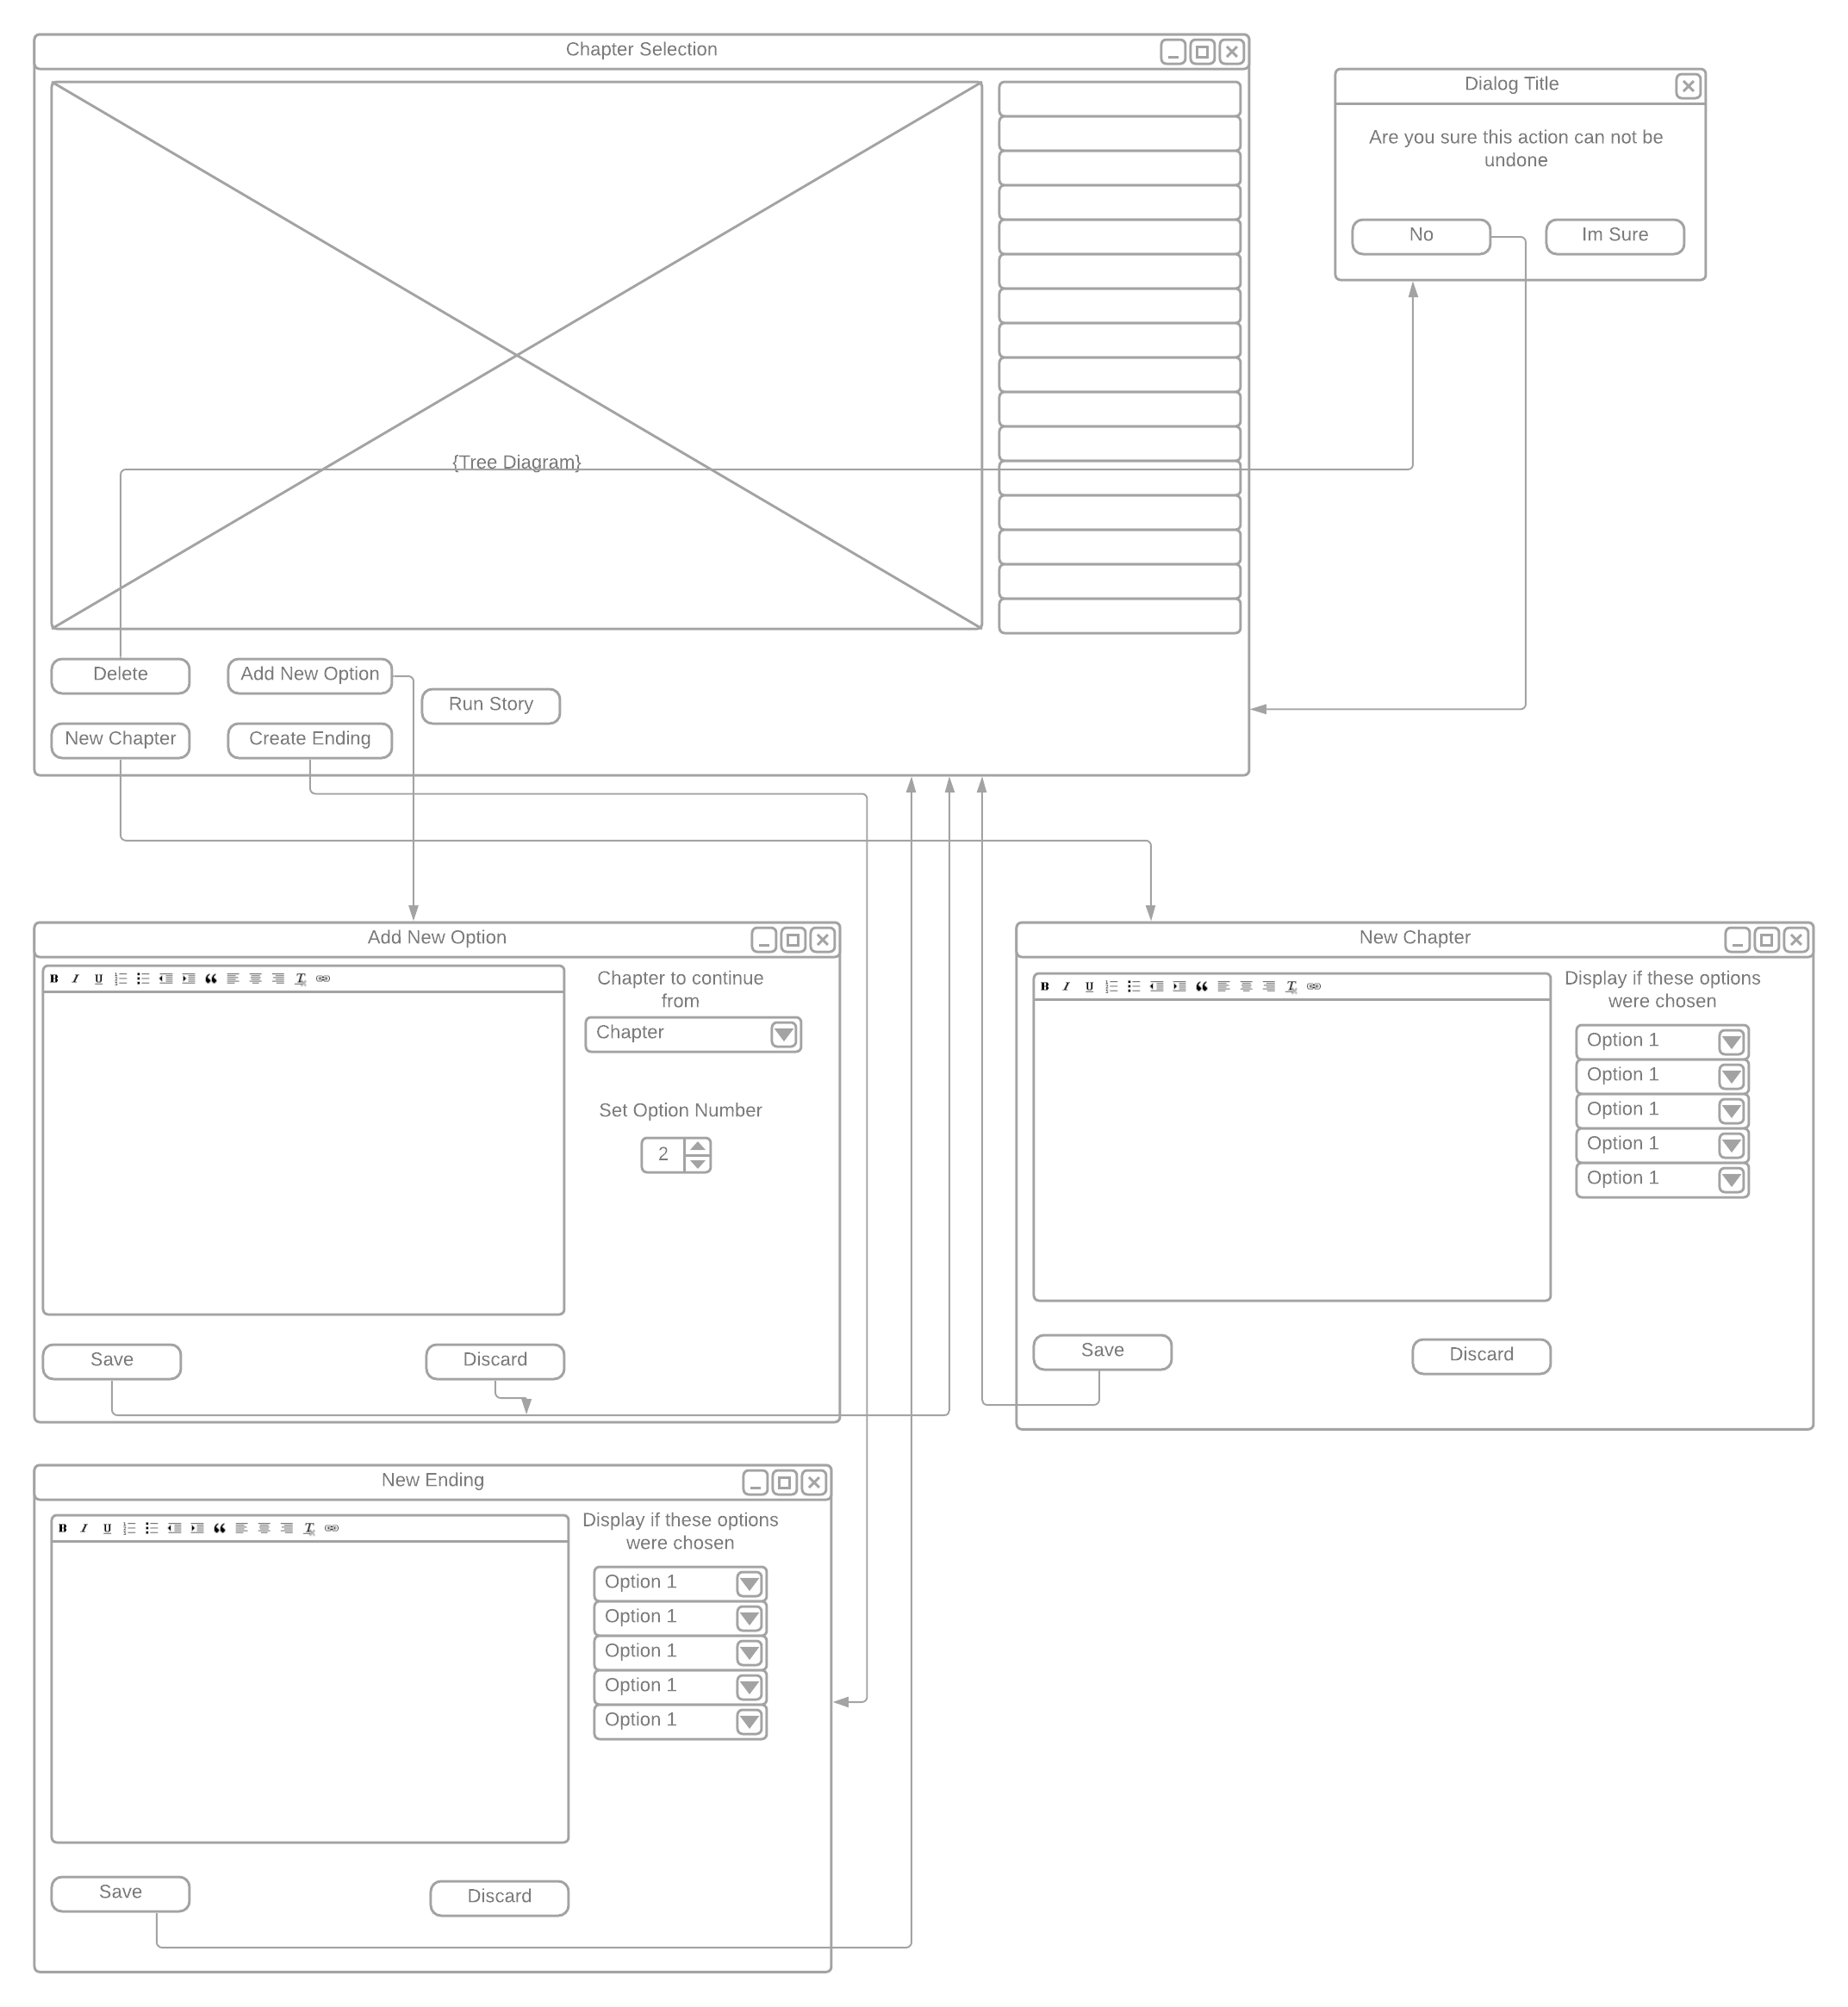 Chapter Selection
Dialog Title
Are you sure this action can not be
undone
No
Im Sure
{Tree Diagram}
Delete
Add New Option
Run Story
New Chapter
Create Ending
Add New Option
B I U
Chapter to continue
from
Chapter
Set Option Number
2
Save
Discard
New Chapter
B I U
Display if these options
were chosen
Option 1
Option 1
Option 1
Option 1
Option 1
Save
Discard
New Ending
B I U
Display if these options
were chosen
Option 1
Option 1
Option 1
Option 1
Option 1
Save
Discard